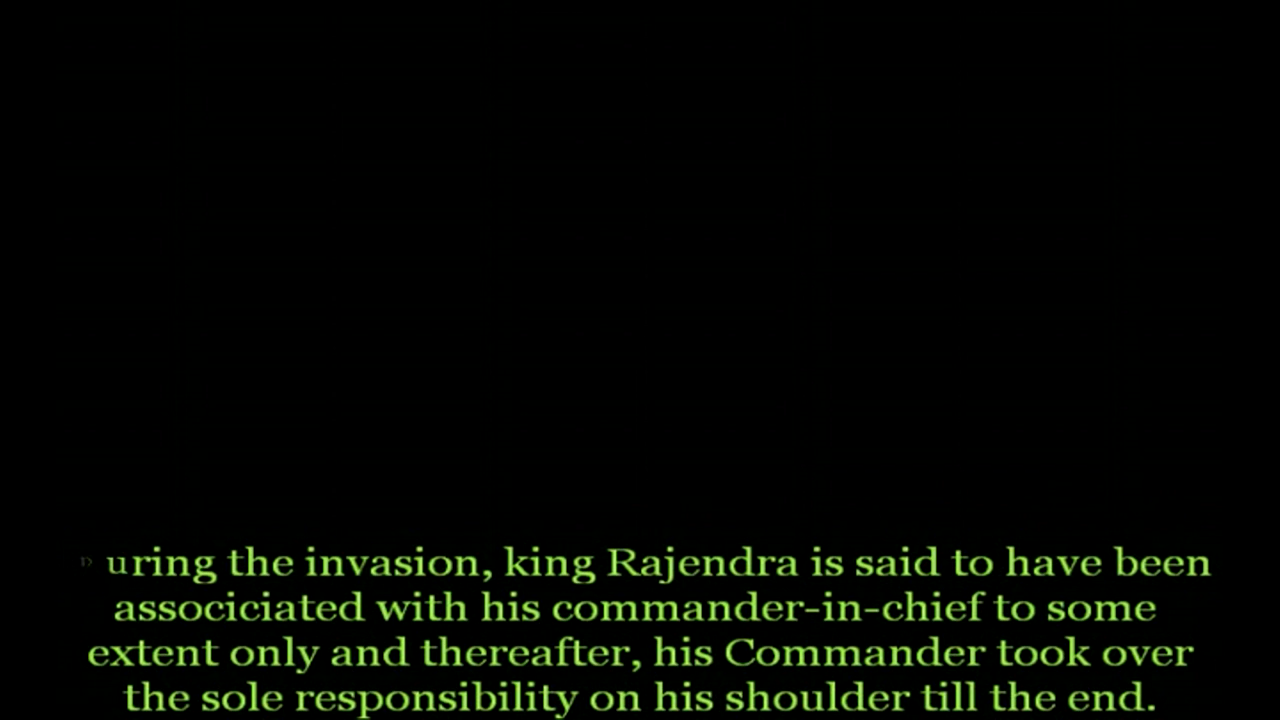 During the invasion, king Rajendra is said to have been
associciated with his commander-in-chief to some
extent only and thereafter, his Commander took over
the sole responsibility on his shoulder till the end.